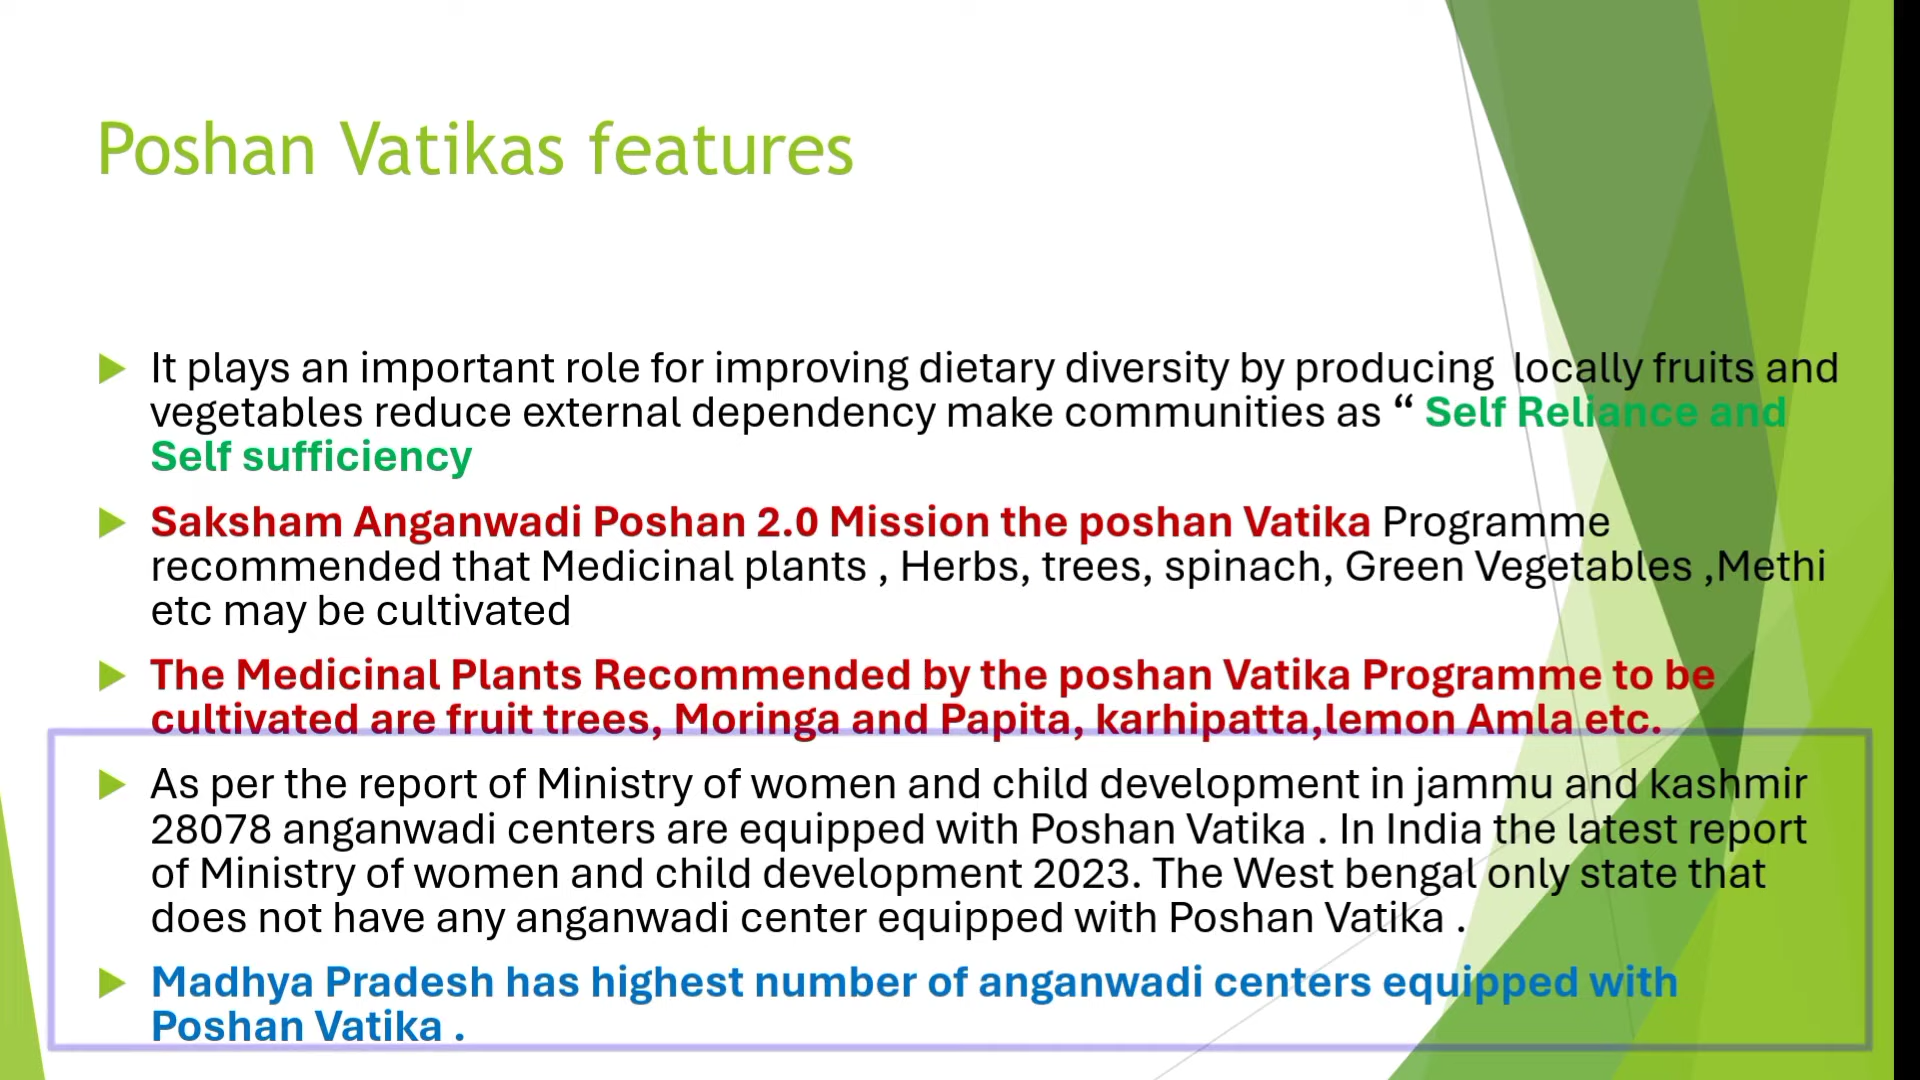 Poshan Vatikas features
It plays an important role for improving dietary diversity by producing  locally fruits and
vegetables reduce external dependency make communities as “ Self Reliance and
Self sufficiency
Saksham Anganwadi Poshan 2.0 Mission the poshan Vatika Programme
recommended that Medicinal plants , Herbs, trees, spinach, Green Vegetables ,Methi
etc may be cultivated
The Medicinal Plants Recommended by the poshan Vatika Programme to be
cultivated are fruit trees, Moringa and Papita, karhipatta,lemon Amla etc.
As per the report of Ministry of women and child development in jammu and kashmir
28078 anganwadi centers are equipped with Poshan Vatika . In India the latest report
of Ministry of women and child development 2023. The West bengal only state that
does not have any anganwadi center equipped with Poshan Vatika .
Madhya Pradesh has highest number of anganwadi centers equipped with
Poshan Vatika .